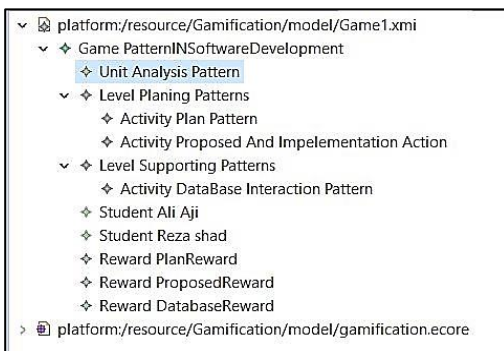 platform:/resource/Gamification/model/Game1.xmi
Game PatternINSoftwareDevelopment
Unit Analysis Pattern
Level Planing Patterns
Activity Plan Pattern
Activity Proposed And Impelementation Action
Level Supporting Patterns
Activity DataBase Interaction Pattern
Student Ali Aji
Student Reza shad
Reward PlanReward
Reward ProposedReward
Reward DatabaseReward
platform:/resource/Gamification/model/gamification.ecore